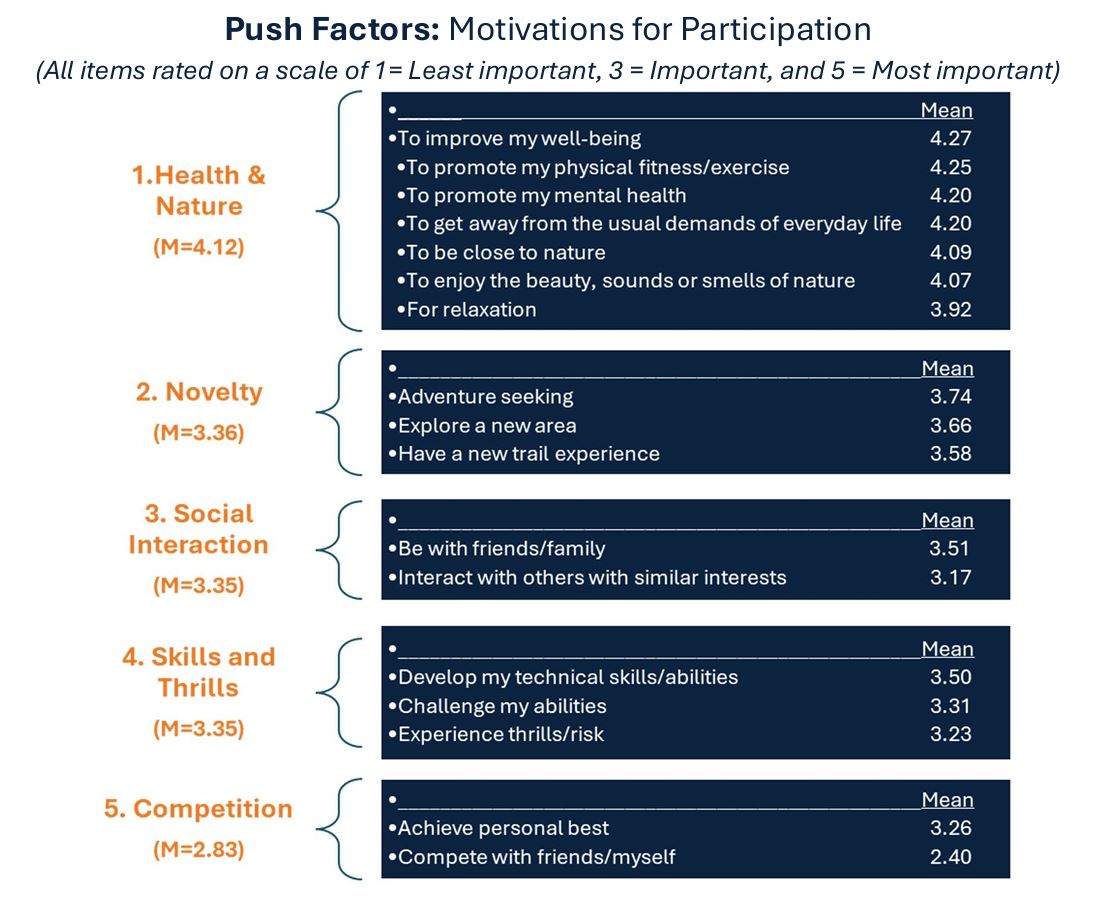 Push Factors: Motivations for Participation
(All items rated on a scale of 1= Least important, 3 = Important, and 5 = Most important)
1.Health &
Nature
(M=4.12)
•______ Mean
•To improve my well-being 4.27
•To promote my physical fitness/exercise 4.25
•To promote my mental health 4.20
•To get away from the usual demands of everyday life 4.20
•To be close to nature 4.09
•To enjoy the beauty, sounds or smells of nature 4.07
•For relaxation 3.92
2. Novelty
(M=3.36)
•______ Mean
•Adventure seeking 3.74
•Explore a new area 3.66
•Have a new trail experience 3.58
3. Social
Interaction
(M=3.35)
•______ Mean
•Be with friends/family 3.51
•Interact with others with similar interests 3.17
4. Skills and
Thrills
(M=3.35)
•______ Mean
•Develop my technical skills/abilities 3.50
•Challenge my abilities 3.31
•Experience thrills/risk 3.23
5. Competition
(M=2.83)
•______ Mean
•Achieve personal best 3.26
•Compete with friends/myself 2.40